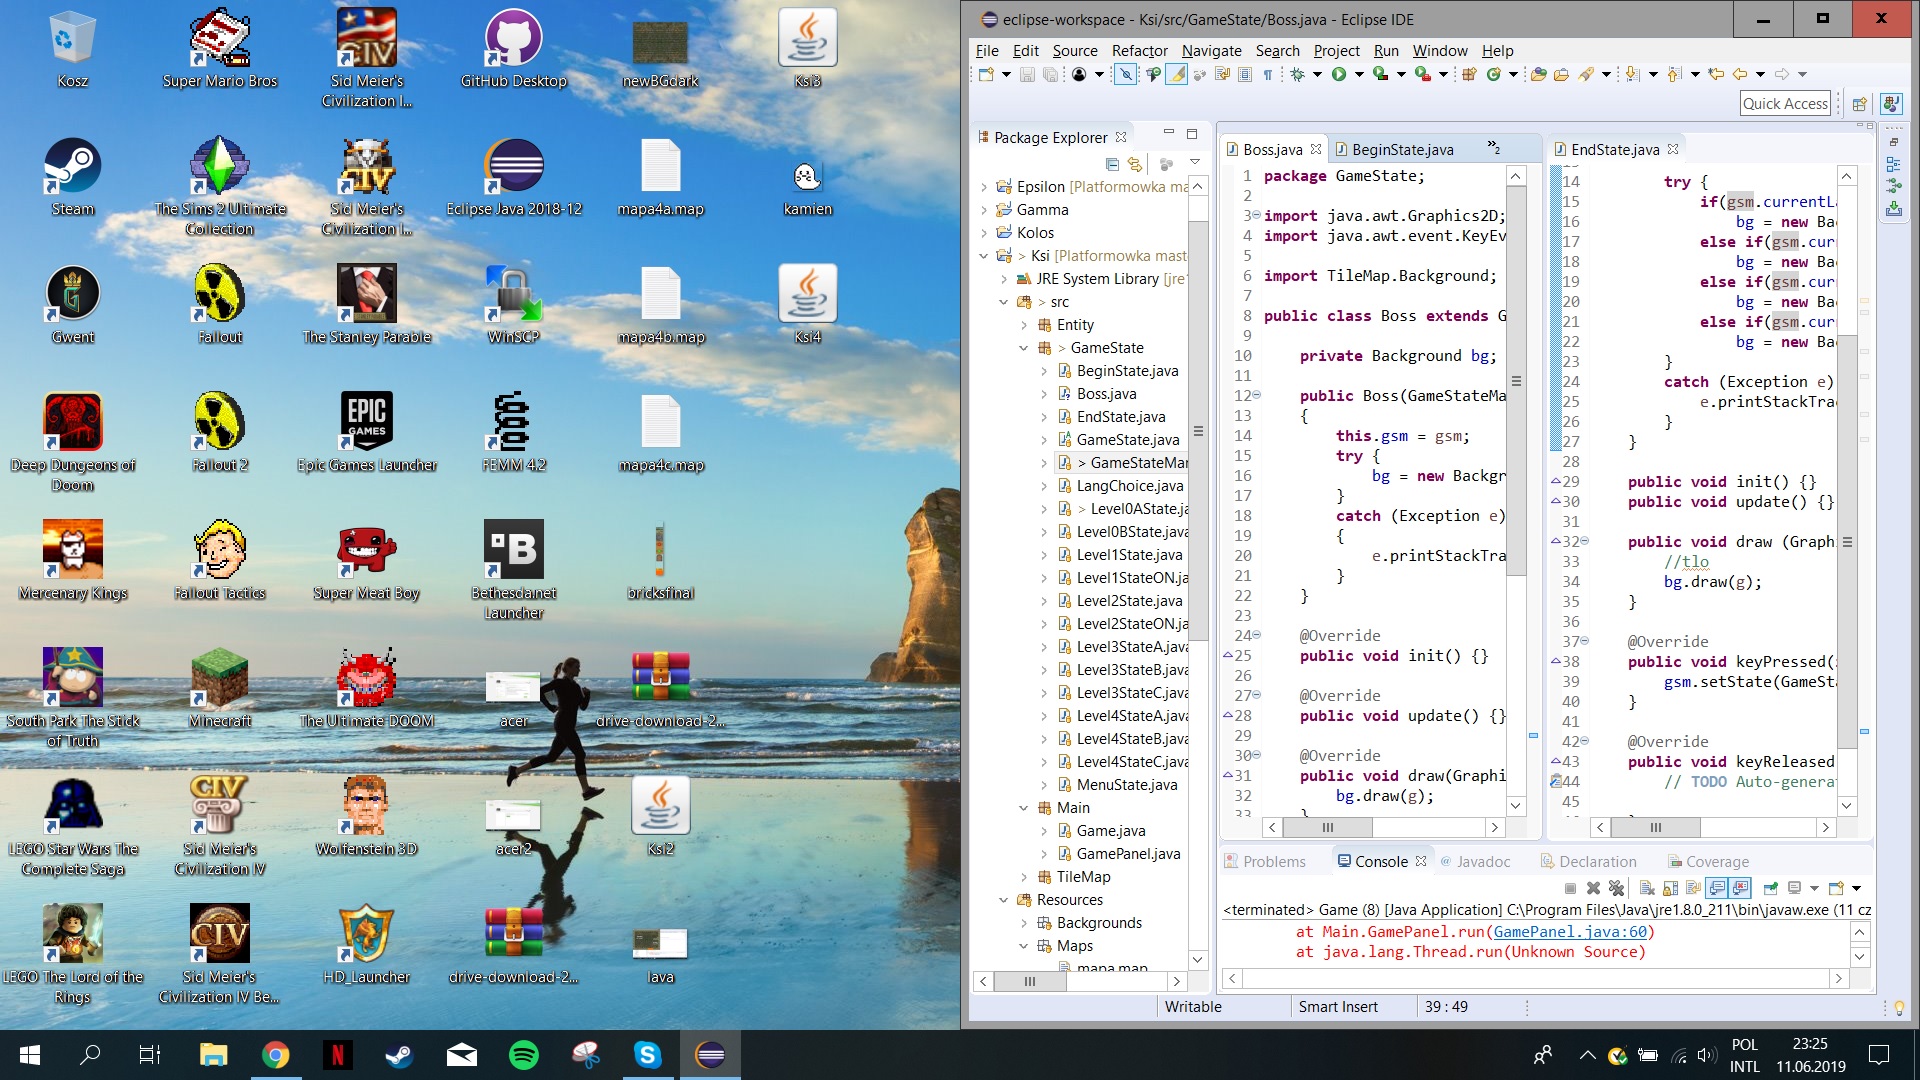 Kosz
Super Mario Bros
Sid Meier's
Civilization I...
GitHub Desktop
newBGdark
Ksi3
Steam
The Sims 2 Ultimate
Collection
Sid Meier's
Civilization I...
Eclipse Java 2018-12
mapa4a.map
kamien
Gwent
Fallout
The Stanley Parable
WinSCP
mapa4b.map
Ksi4
Deep Dungeons of
Doom
Fallout 2
EPIC
GAMES
Epic Games Launcher
FEMM 4.2
mapa4c.map
Mercenary Kings
Fallout Tactics
Super Meat Boy
Bethesda.net
Launcher
bricksfinal
South Park The Stick
of Truth
Minecraft
The Ultimate DOOM
acer
drive-download-2...
LEGO Star Wars The
Complete Saga
CIV
Sid Meier's
Civilization IV
Wolfenstein 3D
acer2
Ksi2
LEGO The Lord of the
Rings
CIV
Sid Meier's
Civilization IV Be...
HD_Launcher
drive-download-2...
lava
eclipse-workspace - Ksi/src/GameState/Boss.java - Eclipse IDE
File Edit Source Refactor Navigate Search Project Run Window Help
Quick Access
Package Explorer
Epsilon [Platformowka ma
Gamma
Kolos
> Ksi [Platformowka mast
JRE System Library [jre
> src
Entity
> GameState
BeginState.java
Boss.java
EndState.java
GameState.java
> GameStateMar
LangChoice.java
> Level0AState.ja
Level0BState.java
Level1State.java
Level1StateON.ja
Level2State.java
Level2StateON.ja
Level3StateA.java
Level3StateB.java
Level3StateC.java
Level4StateA.java
Level4StateB.java
Level4StateC.java
MenuState.java
Main
Game.java
GamePanel.java
TileMap
Resources
Backgrounds
Maps
mapa.map
Boss.java BeginState.java »2
1 package GameState;
2
3 import java.awt.Graphics2D;
4 import java.awt.event.KeyEv
5
6 import TileMap.Background;
7
8 public class Boss extends G
9
10 private Background bg;
11
12 public Boss(GameStateMa
13 {
14 this.gsm = gsm;
15 try {
16 bg = new Backgr
17 }
18 catch (Exception e)
19 {
20 e.printStackTra
21 }
22 }
23
24 @Override
25 public void init() {}
26
27 @Override
28 public void update() {}
29
30 @Override
31 public void draw(Graphi
32 bg.draw(g);
33 }
EndState.java
14 try {
15 if(gsm.currentL
16 bg = new Bac
17 else if(gsm.curr
18 bg = new Bac
19 else if(gsm.curr
20 bg = new Bac
21 else if(gsm.curr
22 bg = new Bac
23 }
24 catch (Exception e)
25 e.printStackTrac
26 }
27 }
28
29 public void init() {}
30 public void update() {}
31
32 public void draw (Graph
33 //tlo
34 bg.draw(g);
35 }
36
37 @Override
38 public void keyPressed(
39 gsm.setState(GameSta
40 }
41
42 @Override
43 public void keyReleased
44 // TODO Auto-genera
45
Problems Console Javadoc Declaration Coverage
<terminated> Game (8) [Java Application] C:\Program Files\Java\jre1.8.0_211\bin\javaw.exe (11 cz
at Main.GamePanel.run(GamePanel.java:60)
at java.lang.Thread.run(Unknown Source)
Writable Smart Insert 39 : 49
POL
INTL
23:25
11.06.2019